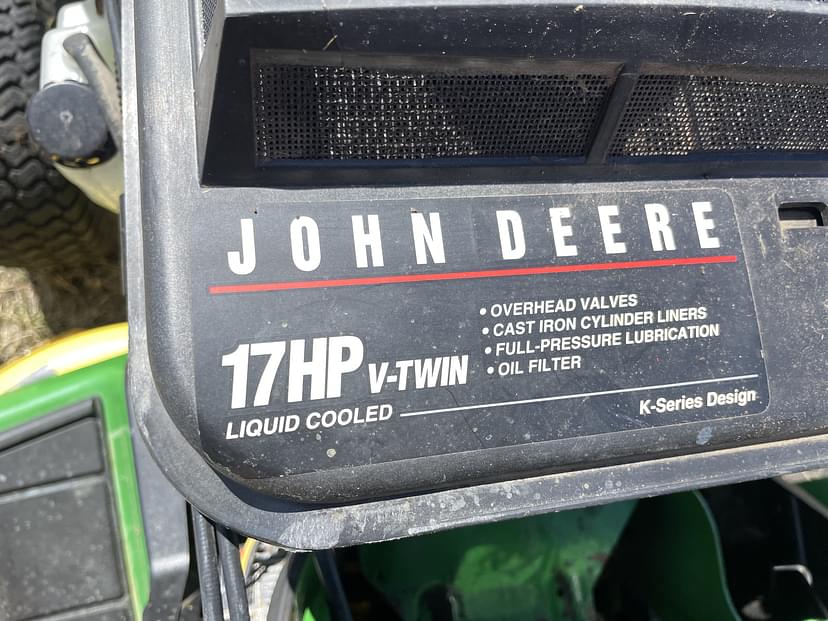 JOHN DEERE
17HP V-TWIN
LIQUID COOLED
• OVERHEAD VALVES
• CAST IRON CYLINDER LINERS
• FULL-PRESSURE LUBRICATION
• OIL FILTER
K-Series Design